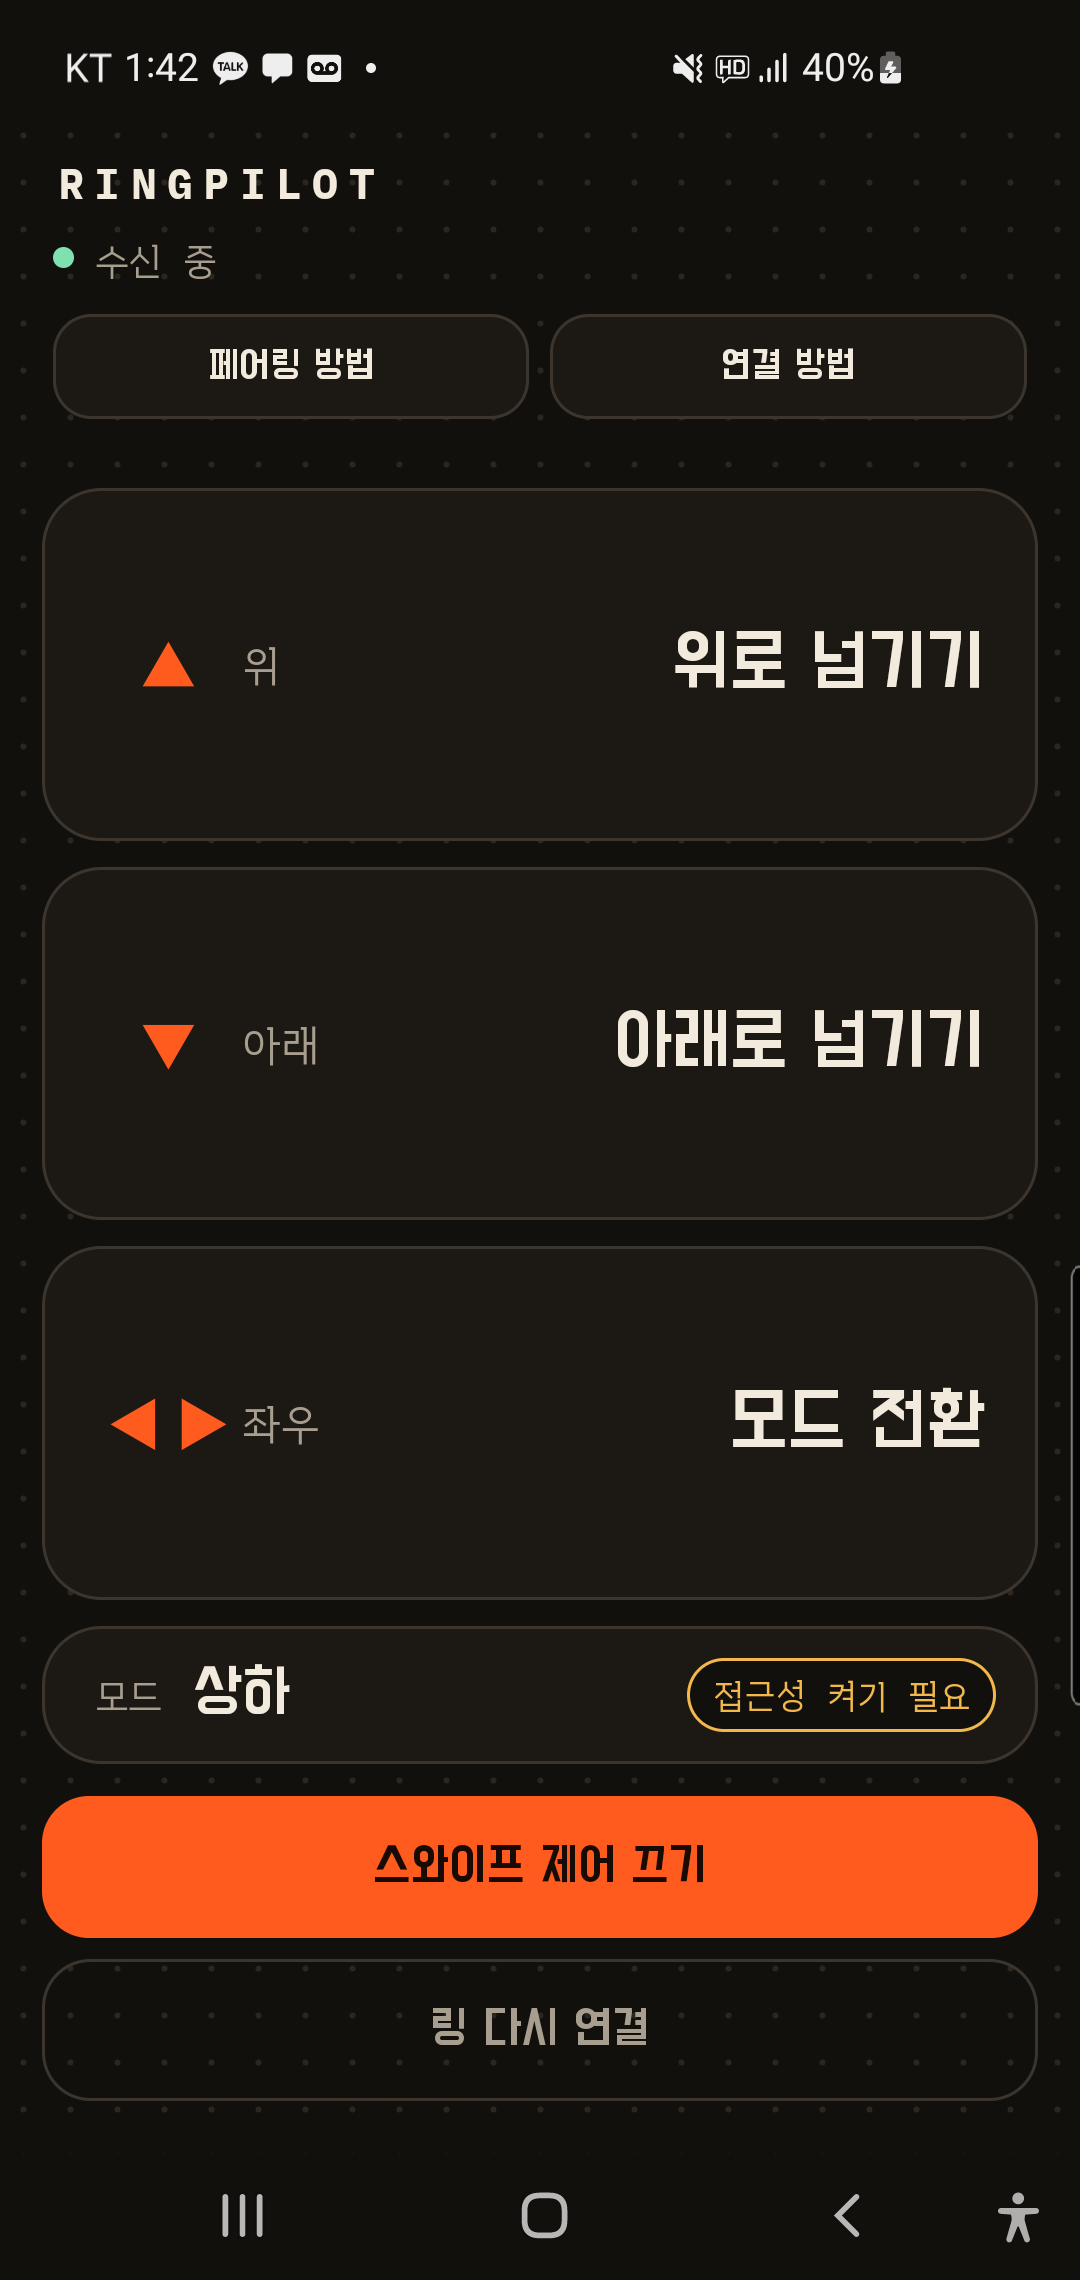 KT 1:42 TALK HD 40%
RINGPILOT
수신 중
페어링 방법 연결 방법
위 위로 넘기기
아래 아래로 넘기기
좌우 모드 전환
모드 상하 접근성 켜기 필요
스와이프 제어 끄기
링 다시 연결